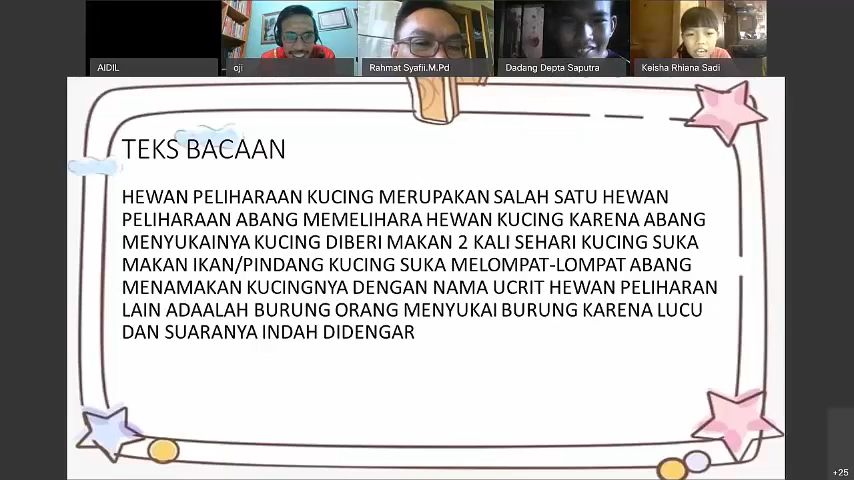 AIDIL
oji
Rahmat Syafii.M.Pd
Dadang Depta Saputra
Keisha Rhiana Sadi
TEKS BACAAN
HEWAN PELIHARAAN KUCING MERUPAKAN SALAH SATU HEWAN
PELIHARAAN ABANG MEMELIHARA HEWAN KUCING KARENA ABANG
MENYUKAINYA KUCING DIBERI MAKAN 2 KALI SEHARI KUCING SUKA
MAKAN IKAN/PINDANG KUCING SUKA MELOMPAT-LOMPAT ABANG
MENAMAKAN KUCINGNYA DENGAN NAMA UCRIT HEWAN PELIHARAN
LAIN ADAALAH BURUNG ORANG MENYUKAI BURUNG KARENA LUCU
DAN SUARANYA INDAH DIDENGAR
+25